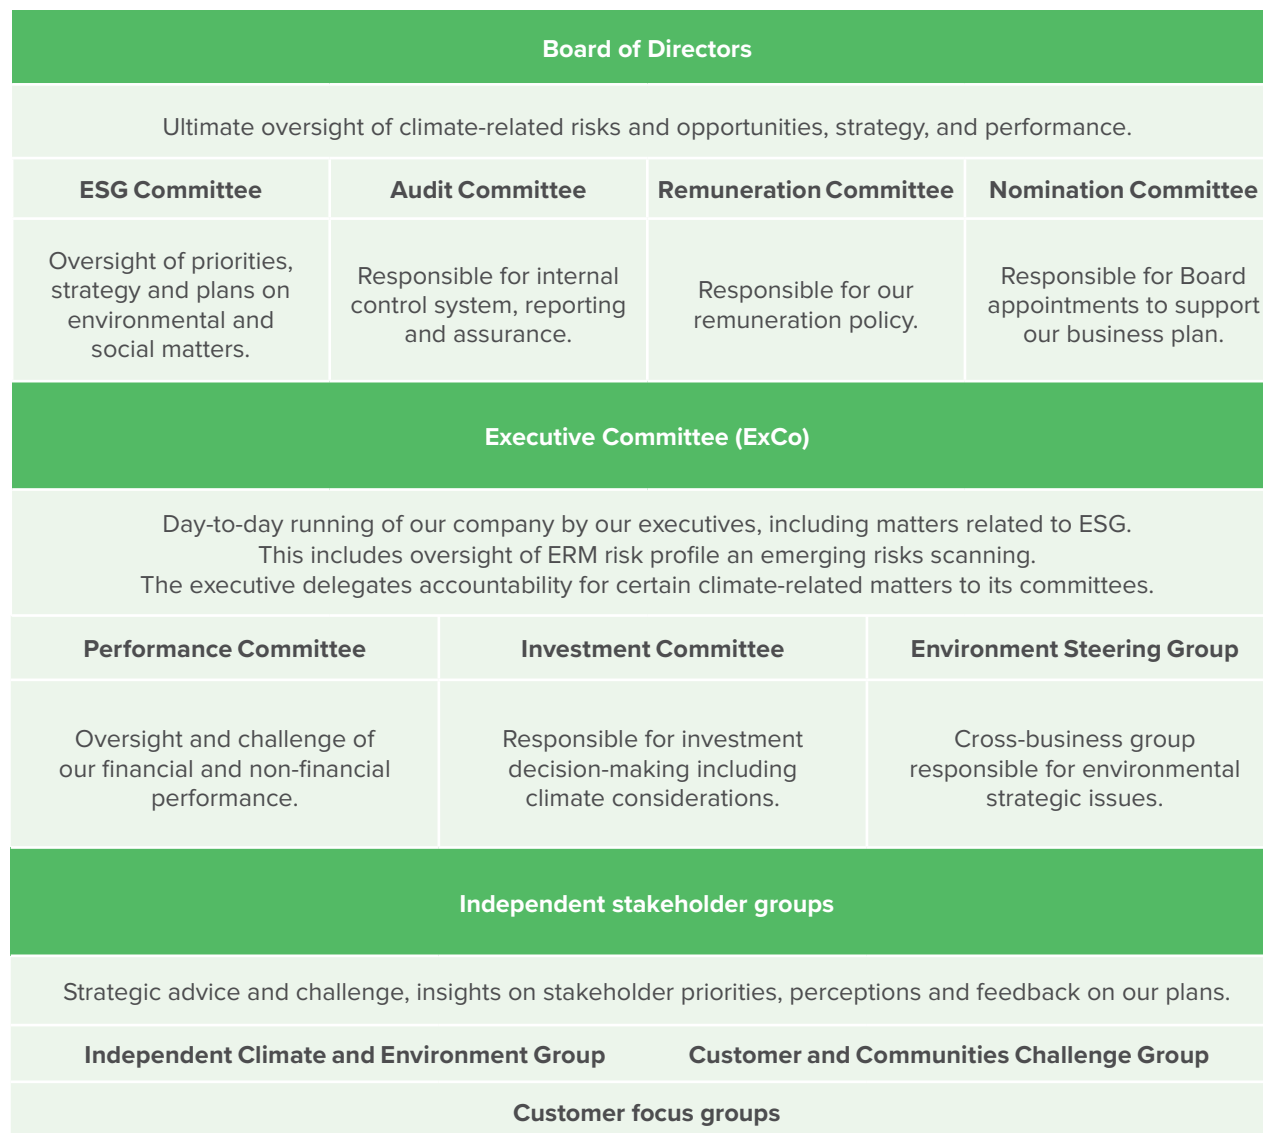 Board of Directors
Ultimate oversight of climate-related risks and opportunities, strategy, and performance.
ESG Committee
Audit Committee
Remuneration Committee
Nomination Committee
Oversight of priorities,
strategy and plans on
environmental and
social matters.
Responsible for internal
control system, reporting
and assurance.
Responsible for our
remuneration policy.
Responsible for Board
appointments to support
our business plan.
Executive Committee (ExCo)
Day-to-day running of our company by our executives, including matters related to ESG.
This includes oversight of ERM risk profile an emerging risks scanning.
The executive delegates accountability for certain climate-related matters to its committees.
Performance Committee
Investment Committee
Environment Steering Group
Oversight and challenge of
our financial and non-financial
performance.
Responsible for investment
decision-making including
climate considerations.
Cross-business group
responsible for environmental
strategic issues.
Independent stakeholder groups
Strategic advice and challenge, insights on stakeholder priorities, perceptions and feedback on our plans.
Independent Climate and Environment Group
Customer and Communities Challenge Group
Customer focus groups